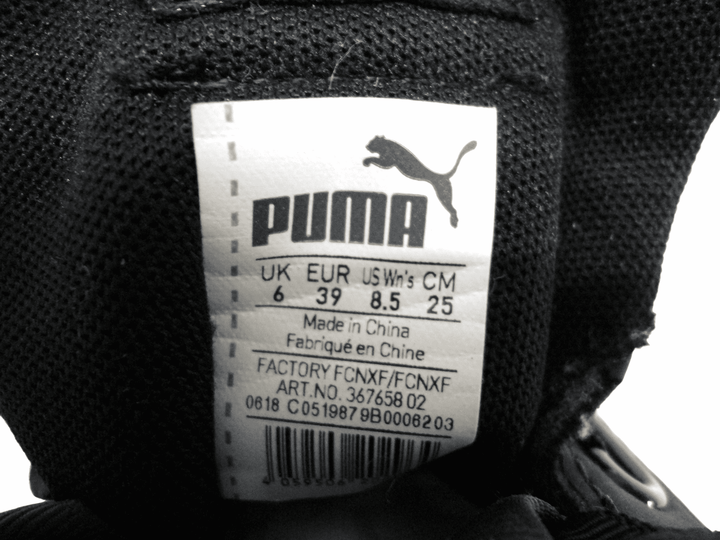 PUMA
UK EUR US Wn's CM
6 39 8.5 25
Made in China
Fabriqué en Chine
FACTORY FCNXF/FCNXF
ART.NO. 367658 02
0618 C0519879B0006203